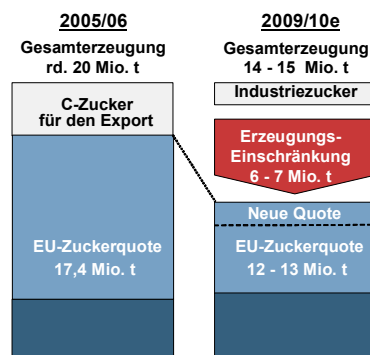 2005/06
Gesamterzeugung
rd. 20 Mio. t
C-Zucker
für den Export
EU-Zuckerquote
17,4 Mio. t
2009/10e
Gesamterzeugung
14 - 15 Mio. t
Industriezucker
Erzeugungs-
Einschränkung
6 - 7 Mio. t
Neue Quote
EU-Zuckerquote
12 - 13 Mio. t